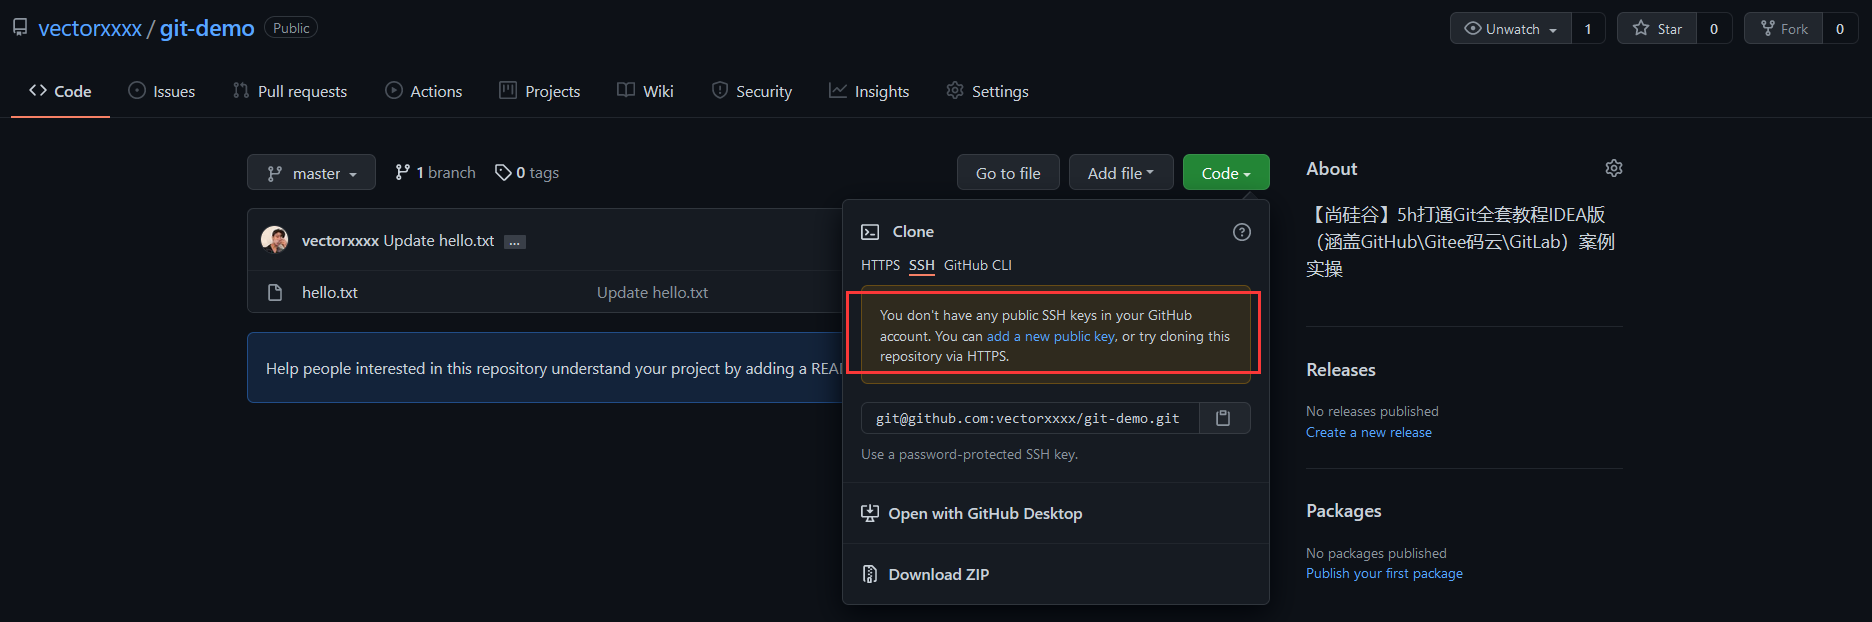 vectorxxxx / git-demo Public
Unwatch 1 Star 0 Fork 0
Code Issues Pull requests Actions Projects Wiki Security Insights Settings
master 1 branch 0 tags
Go to file Add file Code
vectorxxxx Update hello.txt ...
hello.txt Update hello.txt
Help people interested in this repository understand your project by adding a REA
Clone
HTTPS SSH GitHub CLI
You don't have any public SSH keys in your GitHub
account. You can add a new public key, or try cloning this
repository via HTTPS.
git@github.com:vectorxxxx/git-demo.git
Use a password-protected SSH key.
Open with GitHub Desktop
Download ZIP
About
【尚硅谷】5h打通Git全套教程IDEA版
（涵盖GitHub\Gitee码云\GitLab）案例
实操
Releases
No releases published
Create a new release
Packages
No packages published
Publish your first package